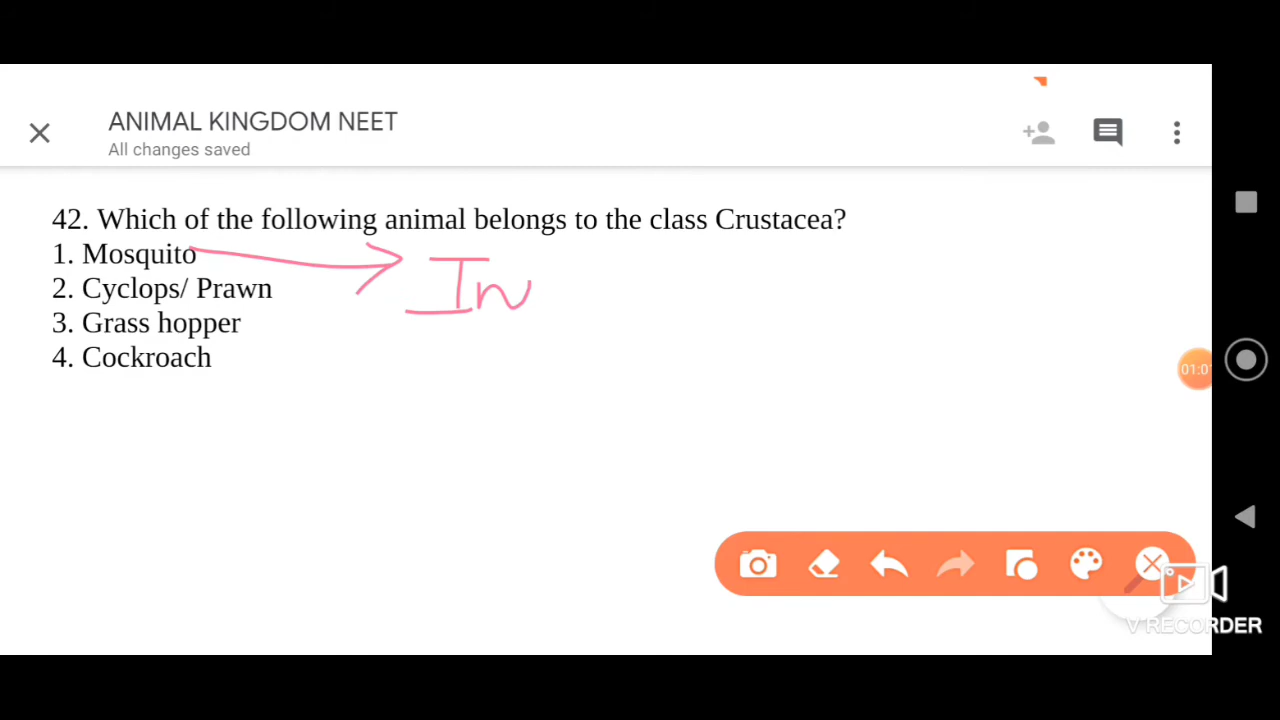 ANIMAL KINGDOM NEET
All changes saved
42. Which of the following animal belongs to the class Crustacea?
1. Mosquito
In
2. Cyclops/ Prawn
3. Grass hopper
4. Cockroach
V RECORDER